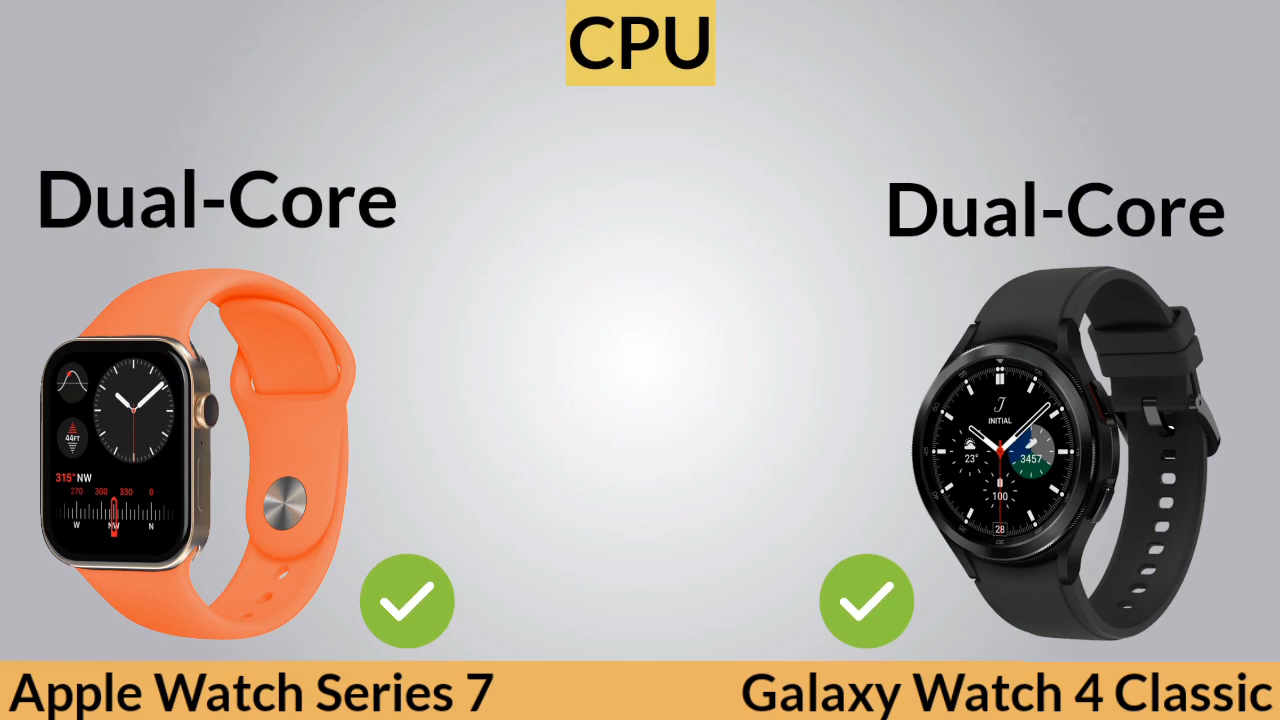 CPU
Dual-Core
Dual-Core
44FT
315° NW
270 300 330 0
W NW N
INITIAL
23°
3457
100
28
Apple Watch Series 7
Galaxy Watch 4 Classic